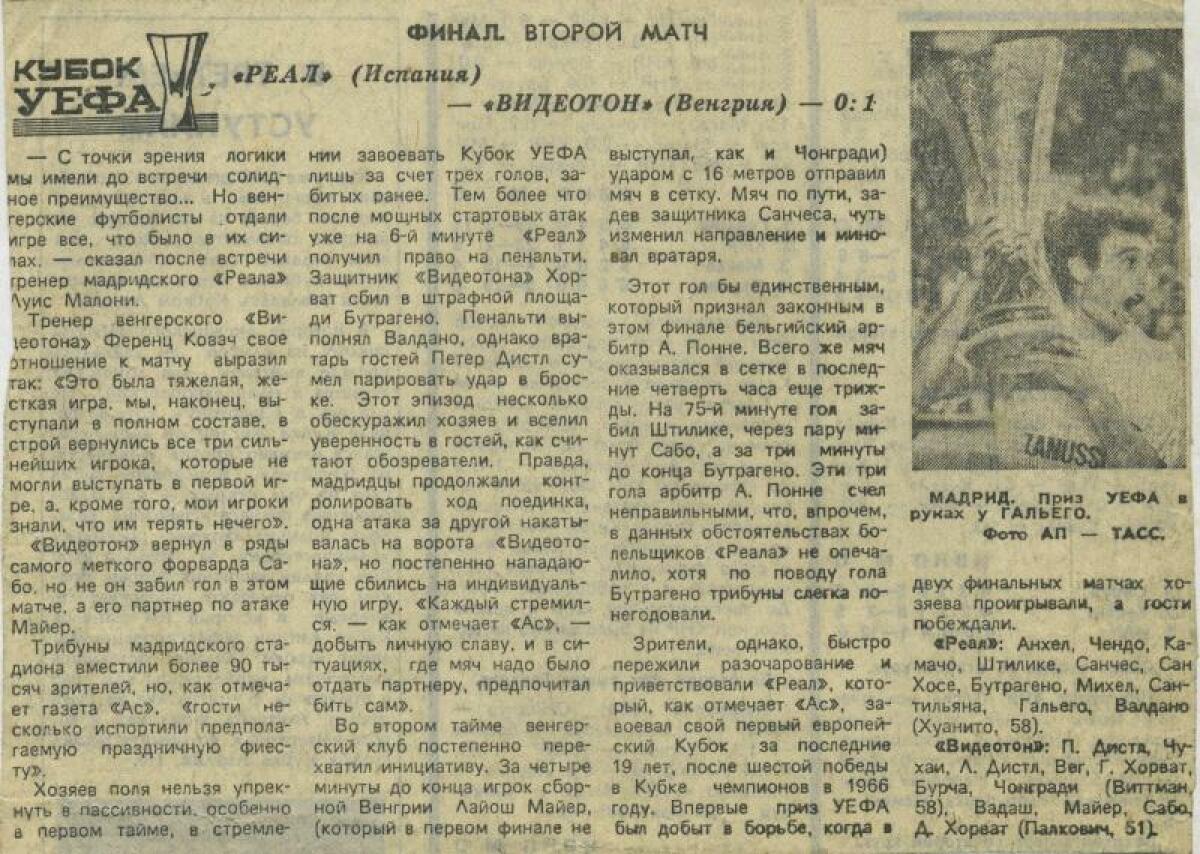 ФИНАЛ. ВТОРОЙ МАТЧ
КУБОК
УЕФА
«РЕАЛ» (Испания)
— «ВИДЕОТОН» (Венгрия) — 0:1
— С точки зрения логики
мы имели до встречи солид-
ное преимущество... Но вен-
герские футболисты отдали
игре все, что было в их си-
лах, — сказал после встречи
тренер мадридского «Реала»
Луис Малони.
Тренер венгерского «Ви-
деотона» Ференц Ковач свое
отношение к матчу выразил
так: «Это была тяжелая, же-
сткая игра, мы, наконец, вы-
ступали в полном составе, в
строй вернулись все три силь-
нейших игрока, которые не
могли выступать в первой иг-
ре, а, кроме того, мои игроки
знали, что им терять нечего».
«Видеотон» вернул в ряды
самого меткого форварда Са-
бо, но не он забил гол в этом
матче, а его партнер по атаке
Майер.
Трибуны мадридского ста-
диона вместили более 90 ты-
сяч зрителей, но, как отмеча-
ет газета «Ас», «гости не-
сколько испортили предпола-
гаемую праздничную фиес-
ту».
Хозяев поля нельзя упрек-
нуть в пассивности, особенно
в первом тайме, в стремле-
нии завоевать Кубок УЕФА
лишь за счет трех голов, за-
битых ранее. Тем более что
после мощных стартовых атак
уже на 6-й минуте «Реал»
получил право на пенальти.
Защитник «Видеотона» Хор-
ват сбил в штрафной площа-
ди Бутрагено. Пенальти вы-
полнял Валдано, однако вра-
тарь гостей Петер Дистл су-
мел парировать удар в брос-
ке. Этот эпизод несколько
обескуражил хозяев и вселил
уверенность в гостей, как счи-
тают обозреватели. Правда,
мадридцы продолжали конт-
ролировать ход поединка,
одна атака за другой накаты-
валась на ворота «Видеото-
на», но постепенно нападаю-
щие сбились на индивидуаль-
ную игру. «Каждый стремил-
ся, — как отмечает «Ас», —
добыть личную славу, и в си-
туациях, где мяч надо было
отдать партнеру, предпочитал
бить сам».
Во втором тайме венгер-
ский клуб постепенно пере-
хватил инициативу. За четыре
минуты до конца игрок сбор-
ной Венгрии Лайош Майер,
(который в первом финале не
выступал, как и Чонгради)
ударом с 16 метров отправил
мяч в сетку. Мяч по пути, за-
дев защитника Санчеса, чуть
изменил направление и мино-
вал вратаря.
Этот гол бы единственным,
который признал законным в
этом финале бельгийский ар-
битр А. Понне. Всего же мяч
оказывался в сетке в послед-
ние четверть часа еще триж-
ды. На 75-й минуте гол за-
бил Штилике, через пару ми-
нут Сабо, а за три минуты
до конца Бутрагено. Эти три
гола арбитр А. Понне счел
неправильными, что, впрочем,
в данных обстоятельствах бо-
лельщиков «Реала» не опеча-
лило, хотя по поводу гола
Бутрагено трибуны слегка по-
негодовали.
Зрители, однако, быстро
пережили разочарование и
приветствовали «Реал», кото-
рый, как отмечает «Ас», за-
воевал свой первый европей-
ский Кубок за последние
19 лет, после шестой победы
в Кубке чемпионов в 1966
году. Впервые приз УЕФА
был добыт в борьбе, когда в
ZANUSS
МАДРИД. Приз УЕФА в
руках у ГАЛЬЕГО.
Фото АП — ТАСС.
двух финальных матчах хо-
зяева проигрывали, а гости
побеждали.
«Реал»: Анхел, Чендо, Ка-
мачо, Штилике, Санчес, Сан
Хосе, Бутрагено, Михел, Сан-
тильяна, Гальего, Валдано
(Хуанито, 58).
«Видеотон»: П. Дистл, Чу-
хаи, Л. Дистл, Вег, Г. Хорват,
Бурча, Чонгради (Виттман,
58), Вадаш, Майер, Сабо,
Д. Хорват (Палкович, 51).